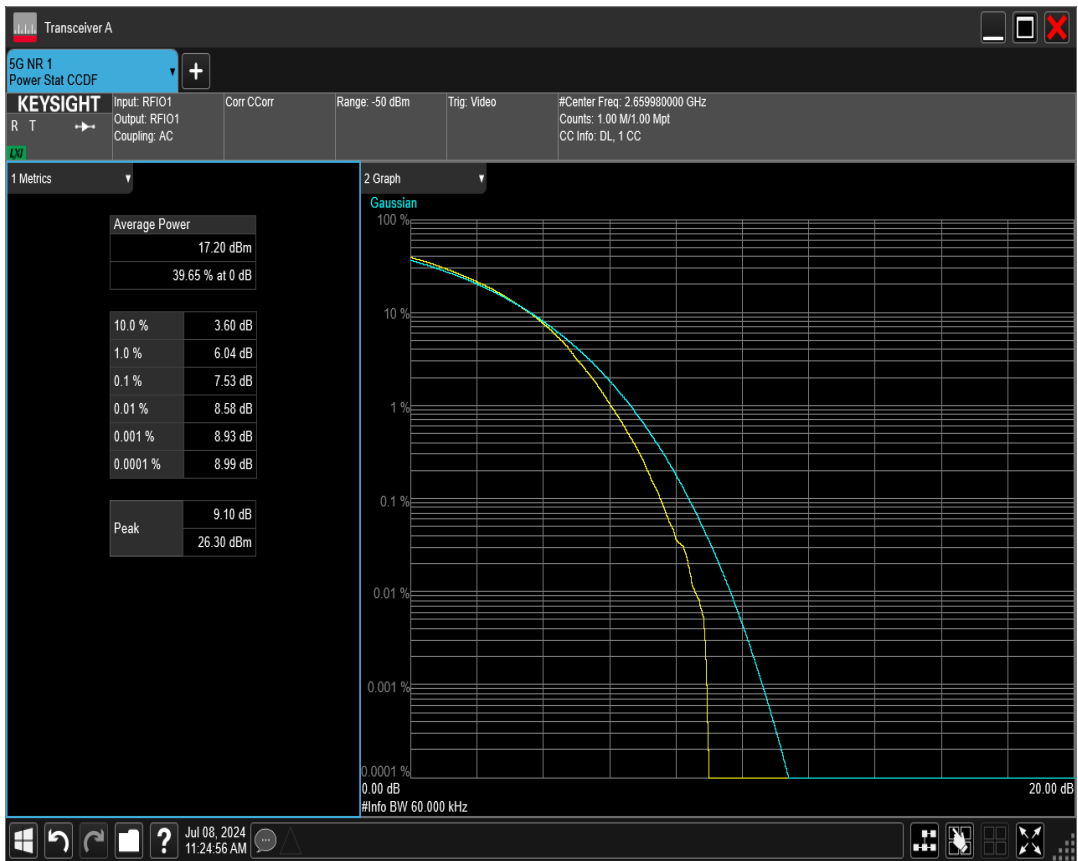 Transceiver A
5G NR 1
Power Stat CCDF
KEYSIGHT
R T
LXI
Input: RFIO1
Output: RFIO1
Coupling: AC
Corr CCorr
Range: -50 dBm
Trig: Video
#Center Freq: 2.659980000 GHz
Counts: 1.00 M/1.00 Mpt
CC Info: DL, 1 CC
1 Metrics
Average Power
17.20 dBm
39.65 % at 0 dB
10.0 % 3.60 dB
1.0 % 6.04 dB
0.1 % 7.53 dB
0.01 % 8.58 dB
0.001 % 8.93 dB
0.0001 % 8.99 dB
Peak
9.10 dB
26.30 dBm
2 Graph
Gaussian
100 %
10 %
1 %
0.1 %
0.01 %
0.001 %
0.0001 %
0.00 dB 20.00 dB
#Info BW 60.000 kHz
?
Jul 08, 2024
11:24:56 AM